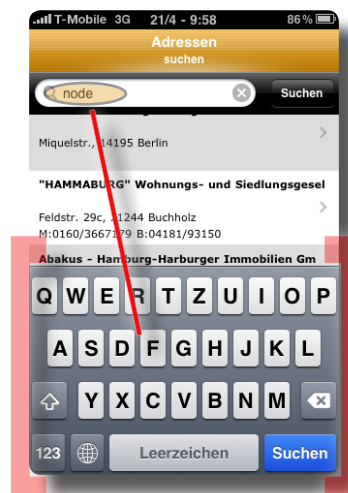 T-Mobile 3G 21/4 - 9:58 86%
Adressen
suchen
node Suchen
Miquelstr., 14195 Berlin
"HAMMABURG" Wohnungs- und Siedlungsgesel
Feldstr. 29c, 21244 Buchholz
M:0160/3667179 B:04181/93150
Abakus - Hamburg-Harburger Immobilien Gm
Q W E R T Z U I O P
A S D F G H J K L
Y X C V B N M
123 Leerzeichen Suchen